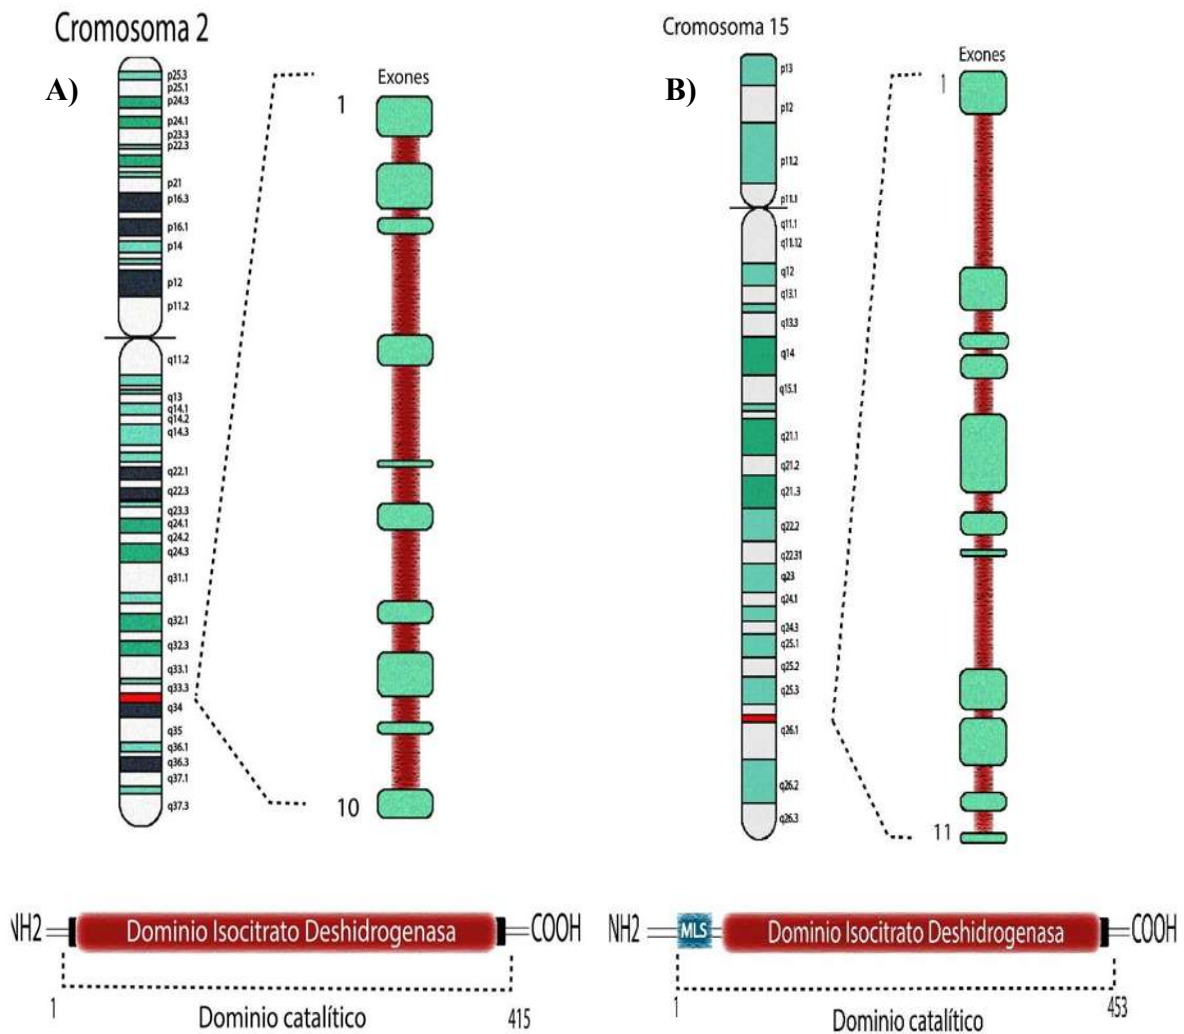 Cromosoma 2
A)
p25.3
p25.1
p24.3
p24.1
p23.3
p22.3
p21
p16.3
p16.1
p14
p12
p11.2
q11.2
q13
q14.1
q14.2
q14.3
q22.1
q22.3
q23.3
q24.1
q24.2
q24.3
q31.1
q32.1
q32.3
q33.1
q33.3
q34
q35
q36.1
q36.3
q37.1
q37.3
Exones
1
10
NH2
Dominio Isocitrato Deshidrogenasa
COOH
1
Dominio catalítico
415
Cromosoma 15
B)
p13
p12
p11.2
p11.1
q11.1
q11.12
q12
q13.1
q13.3
q14
q15.1
q21.1
q21.2
q21.3
q22.2
q22.31
q23
q24.1
q24.3
q25.1
q25.2
q25.3
q26.1
q26.2
q26.3
Exones
1
11
NH2
MLS
Dominio Isocitrato Deshidrogenasa
COOH
1
Dominio catalítico
453